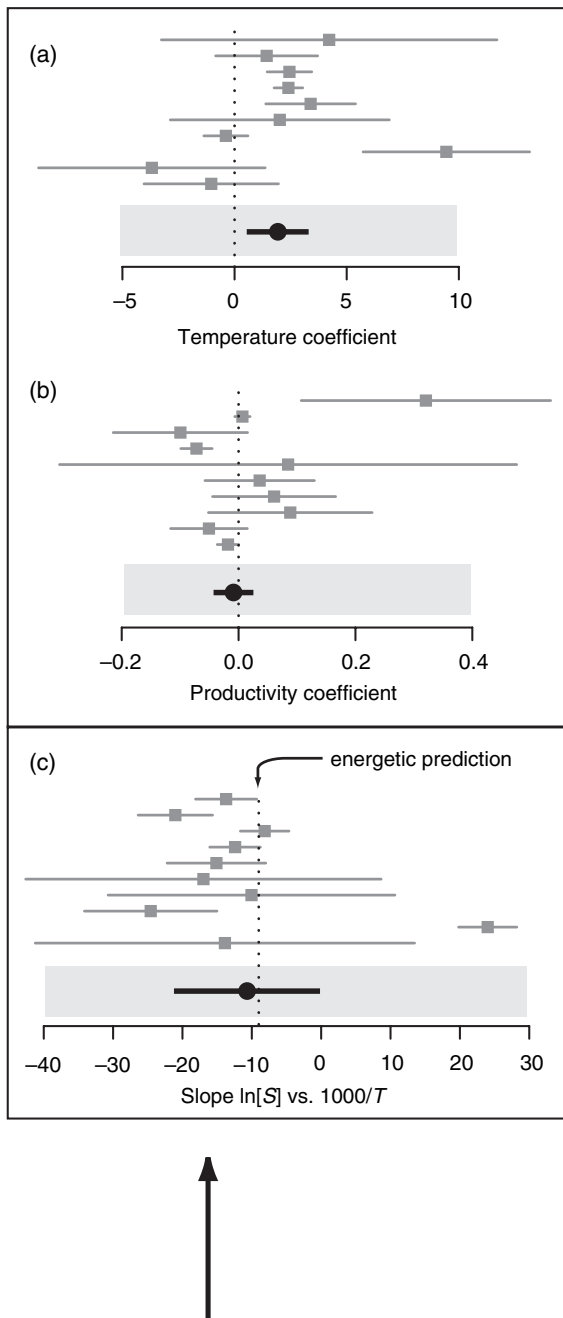 (a)
−5 0 5 10
Temperature coefficient
(b)
−0.2 0.0 0.2 0.4
Productivity coefficient
(c)
energetic prediction
−40 −30 −20 −10 0 10 20 30
Slope ln[S] vs. 1000/T